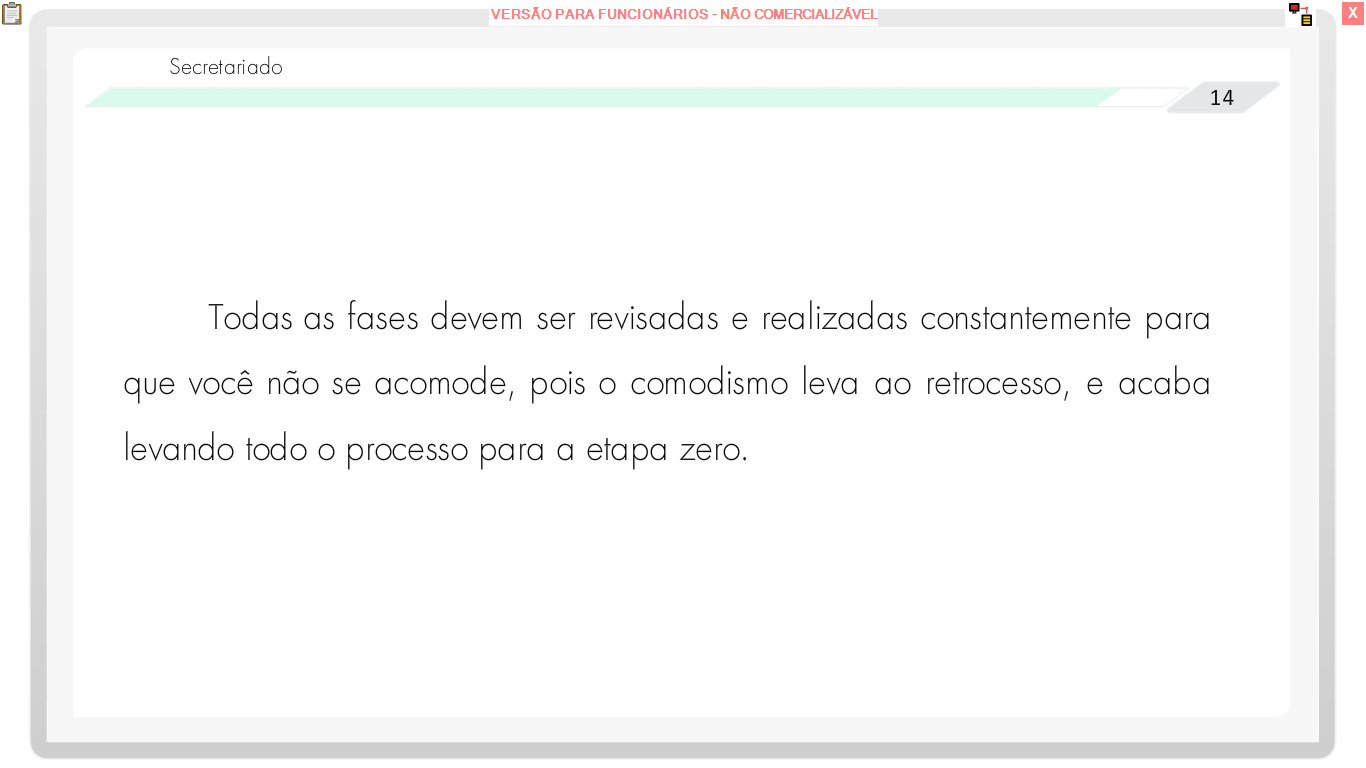 VERSÃO PARA FUNCIONÁRIOS - NÃO COMERCIALIZÁVEL
X
Secretariado
14
Todas as fases devem ser revisadas e realizadas constantemente para
que você não se acomode, pois o comodismo leva ao retrocesso, e acaba
levando todo o processo para a etapa zero.